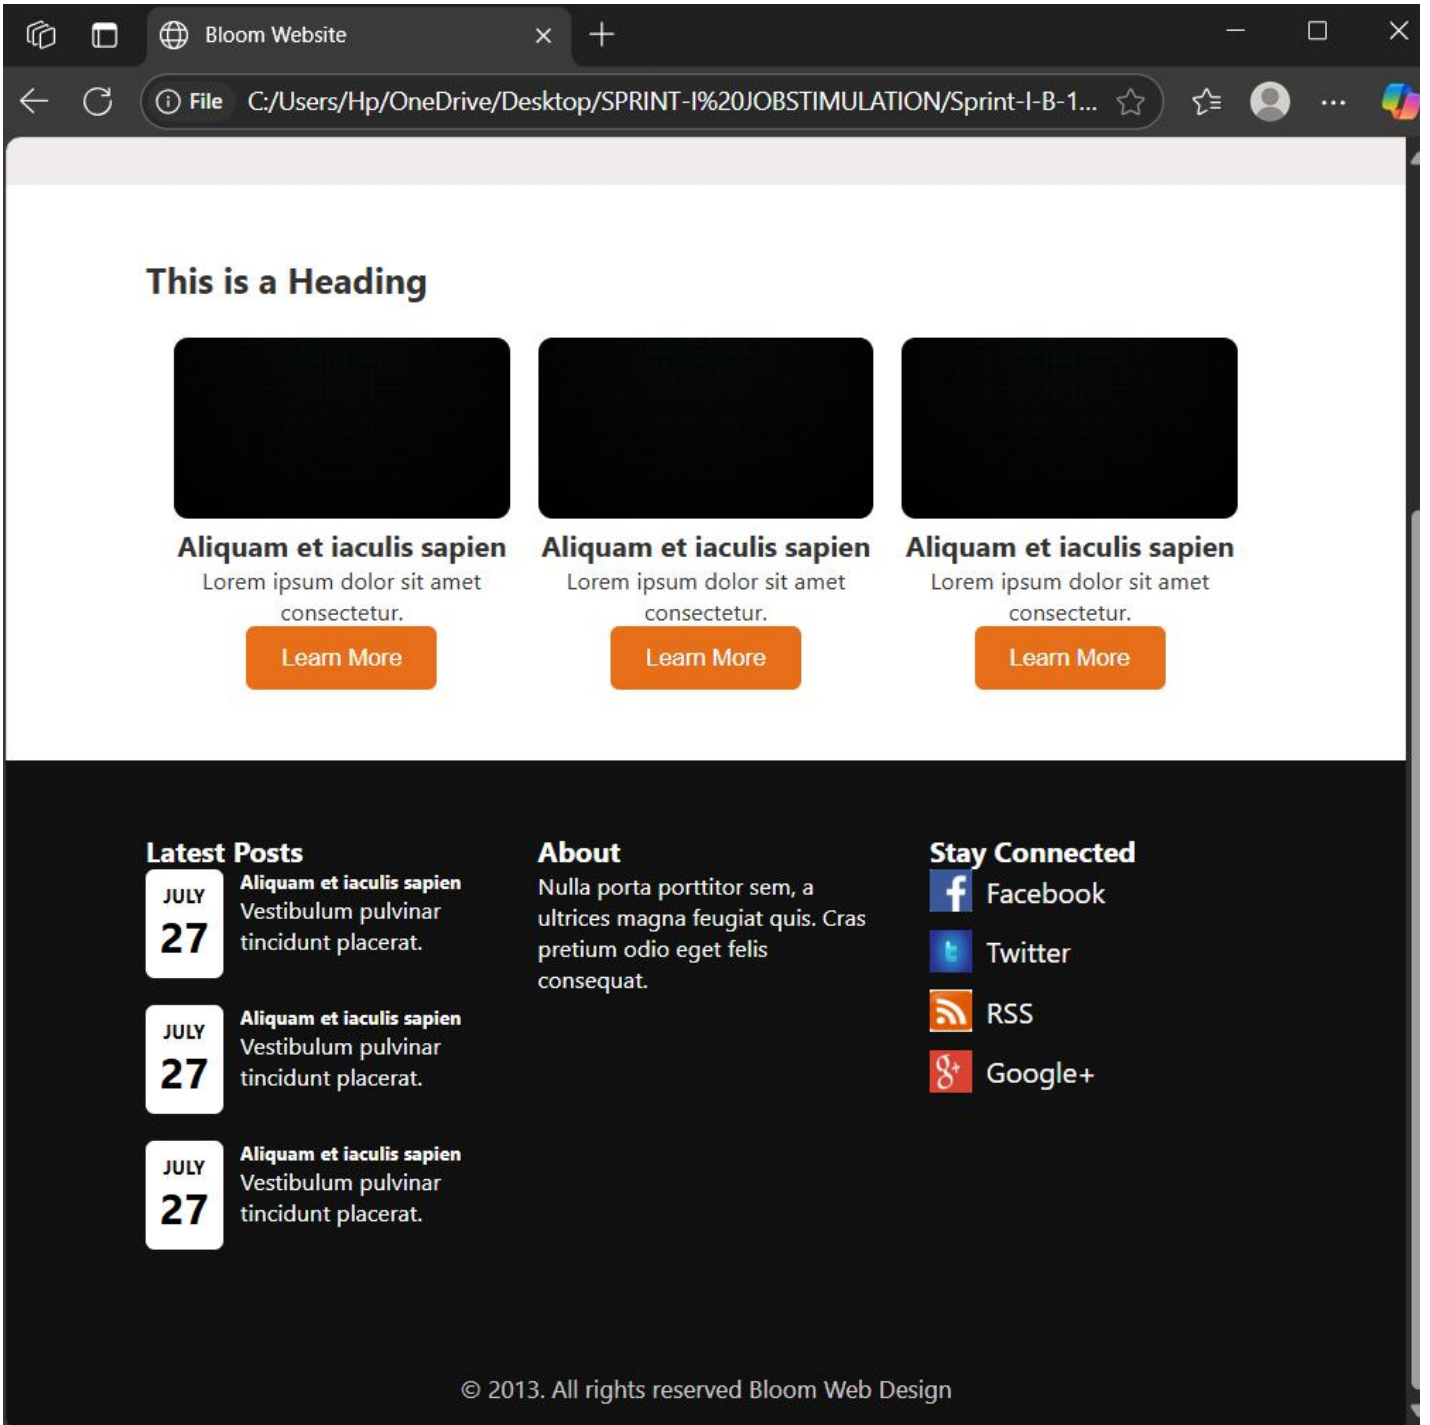 Bloom Website
File C:/Users/Hp/OneDrive/Desktop/SPRINT-I%20JOBSTIMULATION/Sprint-I-B-1...
This is a Heading
Aliquam et iaculis sapien
Lorem ipsum dolor sit amet
consectetur.
Learn More
Aliquam et iaculis sapien
Lorem ipsum dolor sit amet
consectetur.
Learn More
Aliquam et iaculis sapien
Lorem ipsum dolor sit amet
consectetur.
Learn More
Latest Posts
JULY
27
Aliquam et iaculis sapien
Vestibulum pulvinar
tincidunt placerat.
JULY
27
Aliquam et iaculis sapien
Vestibulum pulvinar
tincidunt placerat.
JULY
27
Aliquam et iaculis sapien
Vestibulum pulvinar
tincidunt placerat.
About
Nulla porta porttitor sem, a
ultrices magna feugiat quis. Cras
pretium odio eget felis
consequat.
Stay Connected
f Facebook
t Twitter
RSS
g+ Google+
© 2013. All rights reserved Bloom Web Design